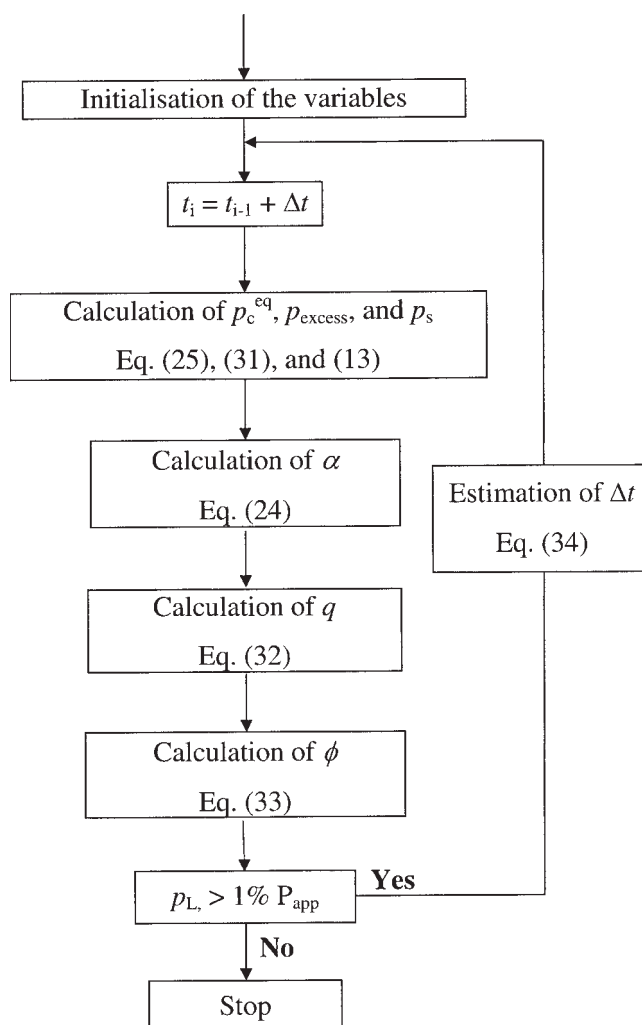 Initialisation of the variables
tᵢ = tᵢ₋₁ + Δt
Calculation of p_c^eq, p_excess, and p_s
Eq. (25), (31), and (13)
Calculation of α
Eq. (24)
Estimation of Δt
Eq. (34)
Calculation of q
Eq. (32)
Calculation of ϕ
Eq. (33)
Yes
p_L, > 1% P_app
No
Stop